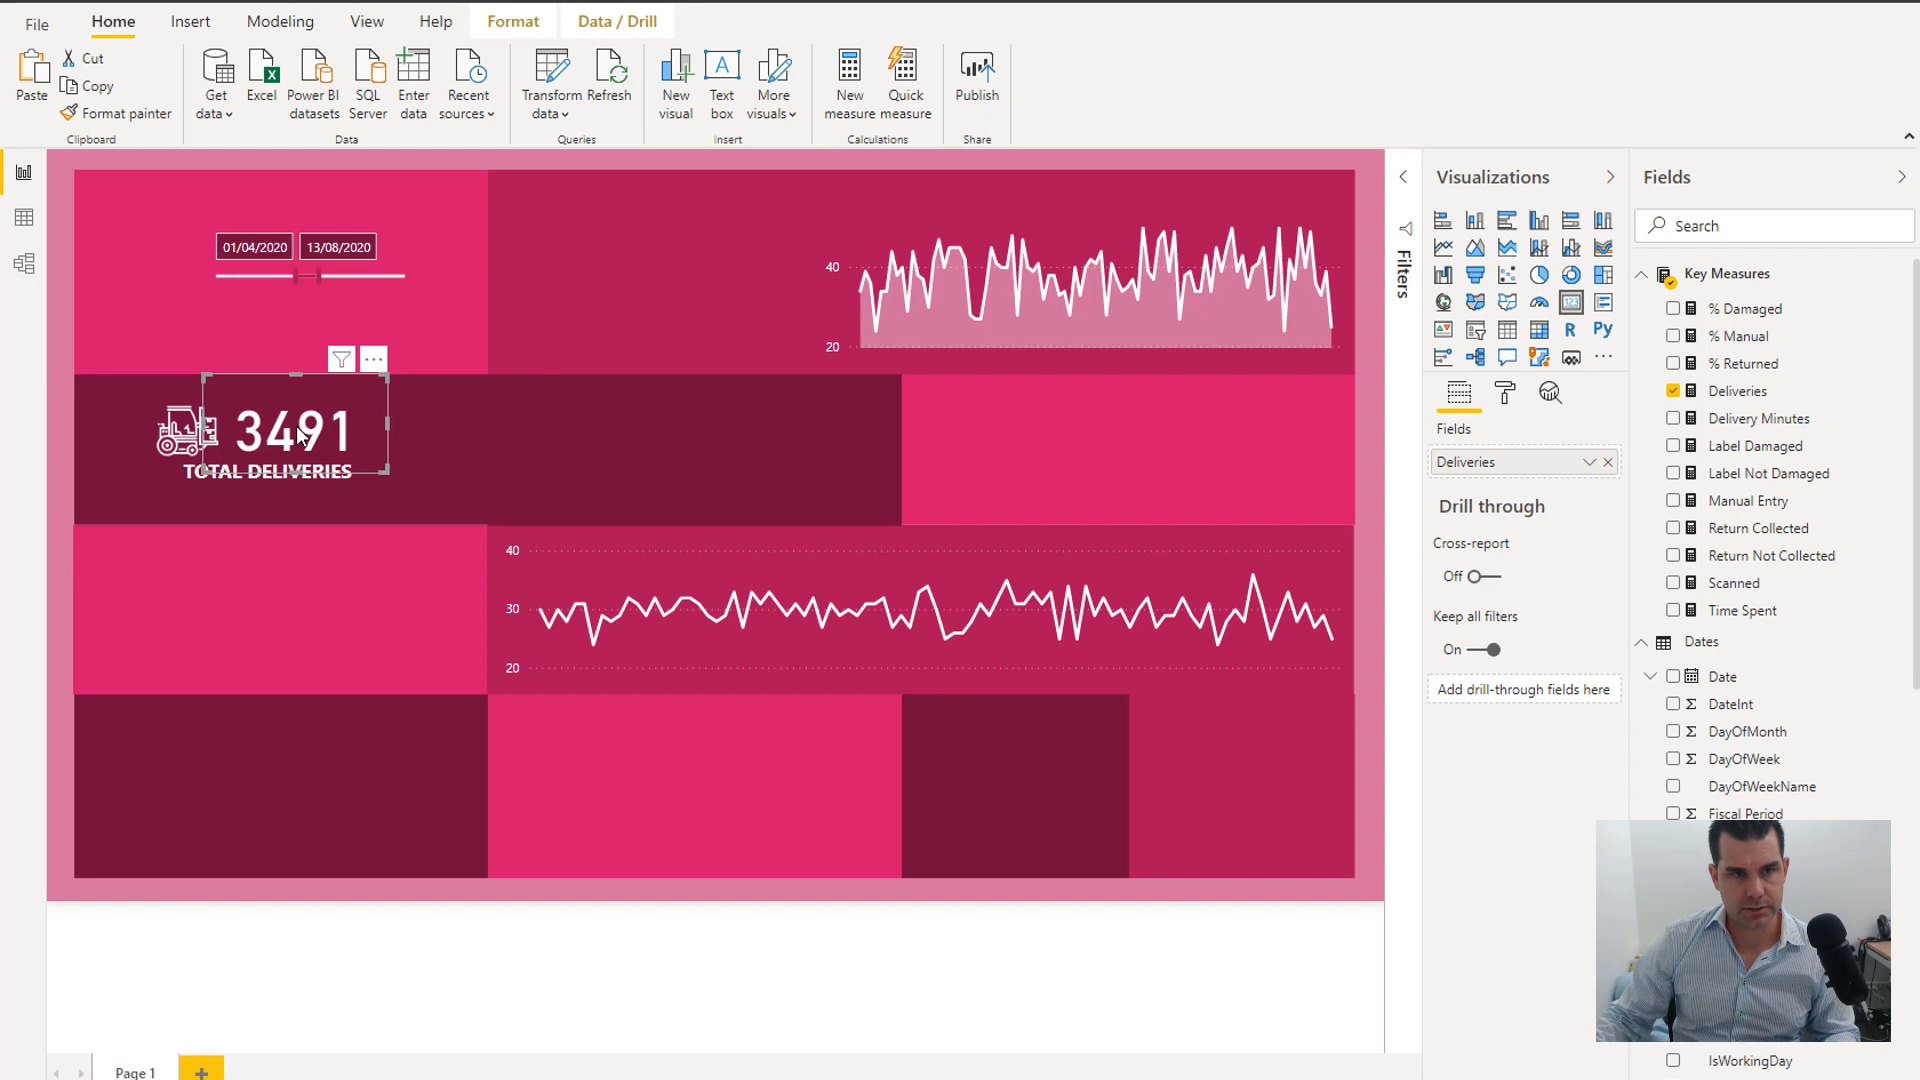 File
Home
Insert
Modeling
View
Help
Format
Data / Drill
Paste
Cut
Copy
Format painter
Clipboard
Get data
Excel
Power BI datasets
SQL Server
Enter data
Recent sources
Data
Transform data
Refresh
Queries
New visual
Text box
More visuals
Insert
New measure
Quick measure
Calculations
Publish
Share
01/04/2020 13/08/2020
40
20
3491
TOTAL DELIVERIES
40
30
20
Filters
Visualizations
R
Py
Fields
Deliveries
Drill through
Cross-report
Off
Keep all filters
On
Add drill-through fields here
Fields
Search
Key Measures
% Damaged
% Manual
% Returned
Deliveries
Delivery Minutes
Label Damaged
Label Not Damaged
Manual Entry
Return Collected
Return Not Collected
Scanned
Time Spent
Dates
Date
DateInt
DayOfMonth
DayOfWeek
DayOfWeekName
Fiscal Period
IsWorkingDay
Page 1